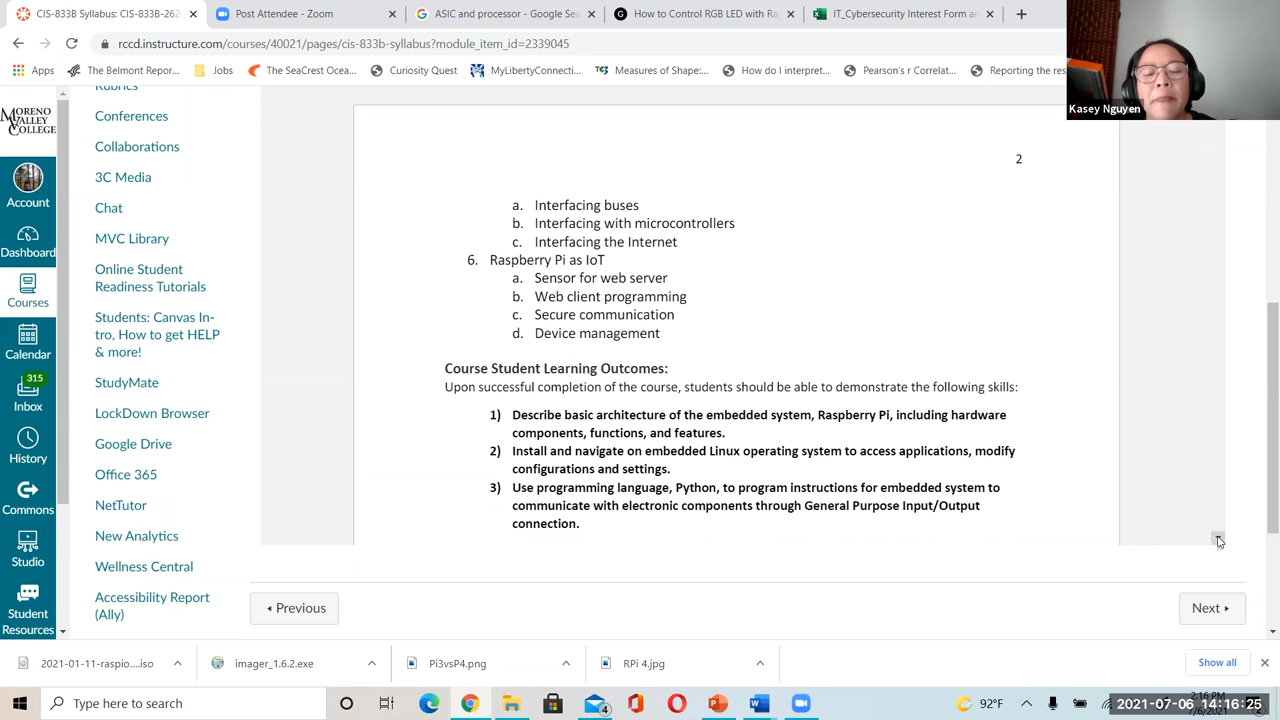 CIS-833B Syllabus: CIS-833B-262
Post Attendee - Zoom
ASIC and processor - Google Sea
How to Control RGB LED with Ra
IT_Cybersecurity Interest Form an
rccd.instructure.com/courses/40021/pages/cis-833b-syllabus?module_item_id=2339045
Apps
The Belmont Repor...
Jobs
The SeaCrest Ocea...
Curiosity Quest
MyLibertyConnecti...
Measures of Shape:...
How do I interpret...
Pearson's r Correlat...
Reporting the res
Kasey Nguyen
MORENO
VALLEY
COLLEGE
Account
Dashboard
Courses
Calendar
315
Inbox
History
Commons
Studio
Student
Resources
Rubrics
Conferences
Collaborations
3C Media
Chat
MVC Library
Online Student
Readiness Tutorials
Students: Canvas In-
tro, How to get HELP
& more!
StudyMate
LockDown Browser
Google Drive
Office 365
NetTutor
New Analytics
Wellness Central
Accessibility Report
(Ally)
2
a. Interfacing buses
b. Interfacing with microcontrollers
c. Interfacing the Internet
6. Raspberry Pi as IoT
a. Sensor for web server
b. Web client programming
c. Secure communication
d. Device management
Course Student Learning Outcomes:
Upon successful completion of the course, students should be able to demonstrate the following skills:
1) Describe basic architecture of the embedded system, Raspberry Pi, including hardware
components, functions, and features.
2) Install and navigate on embedded Linux operating system to access applications, modify
configurations and settings.
3) Use programming language, Python, to program instructions for embedded system to
communicate with electronic components through General Purpose Input/Output
connection.
Previous
Next
2021-01-11-raspio....iso
imager_1.6.2.exe
Pi3vsP4.png
RPi 4.jpg
Show all
Type here to search
4
92°F
2:16 PM
2021-07-06 14:16:25